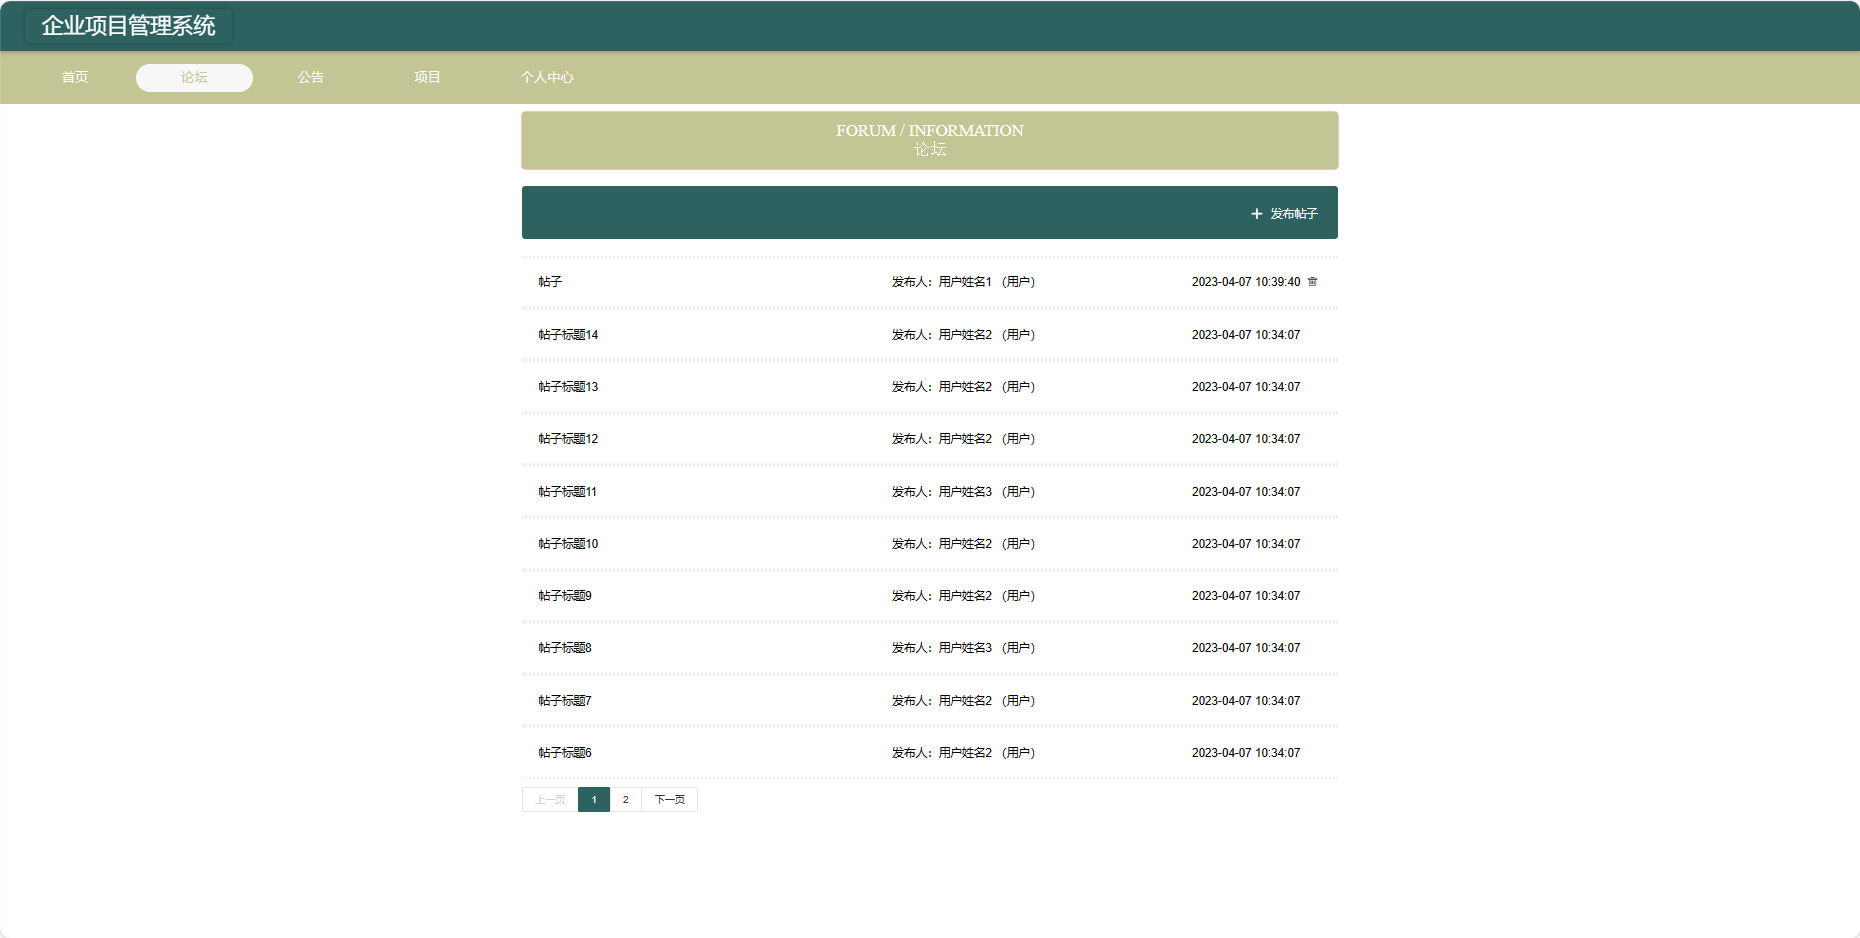 企业项目管理系统
首页 论坛 公告 项目 个人中心
FORUM / INFORMATION
论坛
+ 发布帖子
帖子 发布人：用户姓名1 （用户） 2023-04-07 10:39:40
帖子标题14 发布人：用户姓名2 （用户） 2023-04-07 10:34:07
帖子标题13 发布人：用户姓名2 （用户） 2023-04-07 10:34:07
帖子标题12 发布人：用户姓名2 （用户） 2023-04-07 10:34:07
帖子标题11 发布人：用户姓名3 （用户） 2023-04-07 10:34:07
帖子标题10 发布人：用户姓名2 （用户） 2023-04-07 10:34:07
帖子标题9 发布人：用户姓名2 （用户） 2023-04-07 10:34:07
帖子标题8 发布人：用户姓名3 （用户） 2023-04-07 10:34:07
帖子标题7 发布人：用户姓名2 （用户） 2023-04-07 10:34:07
帖子标题6 发布人：用户姓名2 （用户） 2023-04-07 10:34:07
上一页 1 2 下一页